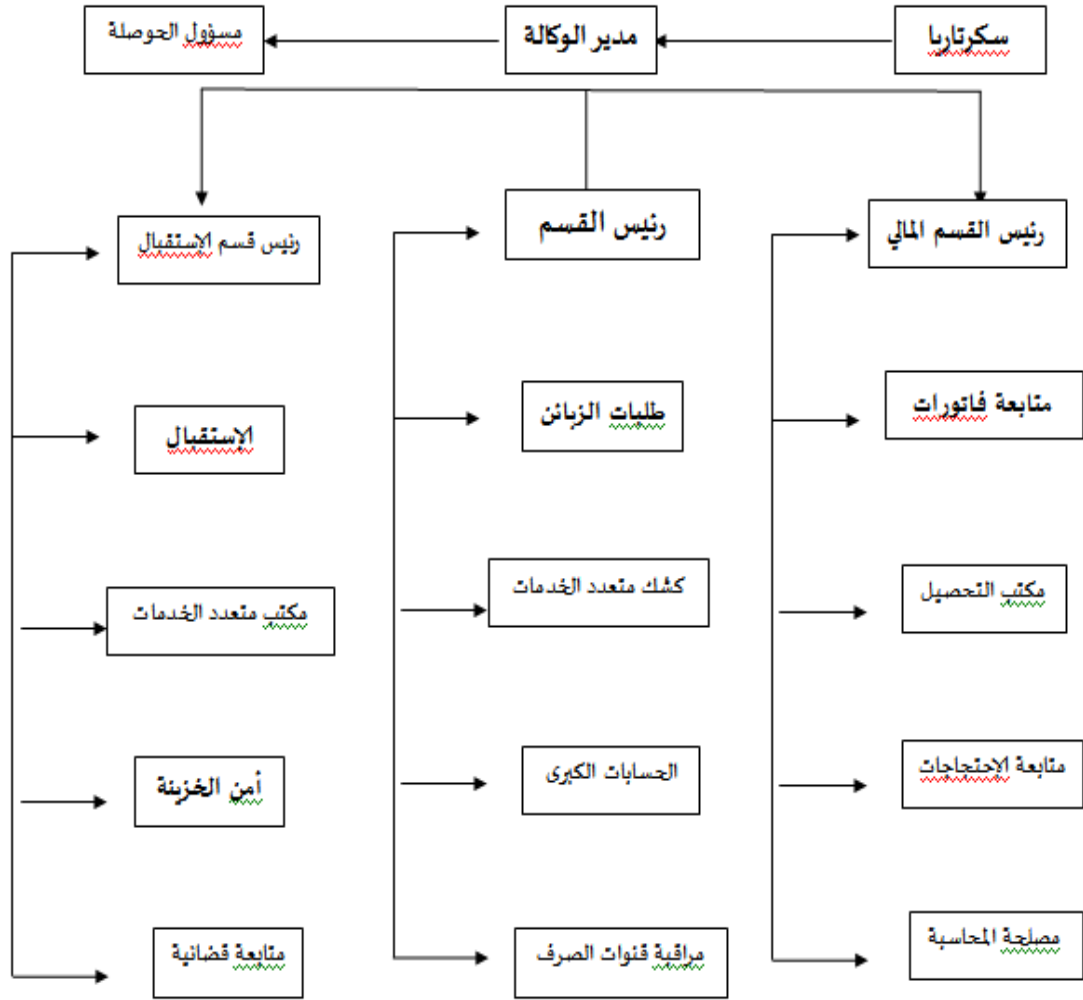 سكرتاريا
مدير الوكالة
مسؤول الحوصلة
رئيس القسم المالي
رئيس القسم
رئيس قسم الإستقبال
متابعة فاتورات
طلبات الزبائن
الإستقبال
مكتب التحصيل
كشك متعدد الخدمات
مكتب متعدد الخدمات
متابعة الإحتجاجات
الحسابات الكبرى
أمن الخزينة
مصلحة المحاسبة
مراقبة قنوات الصرف
متابعة قضائية